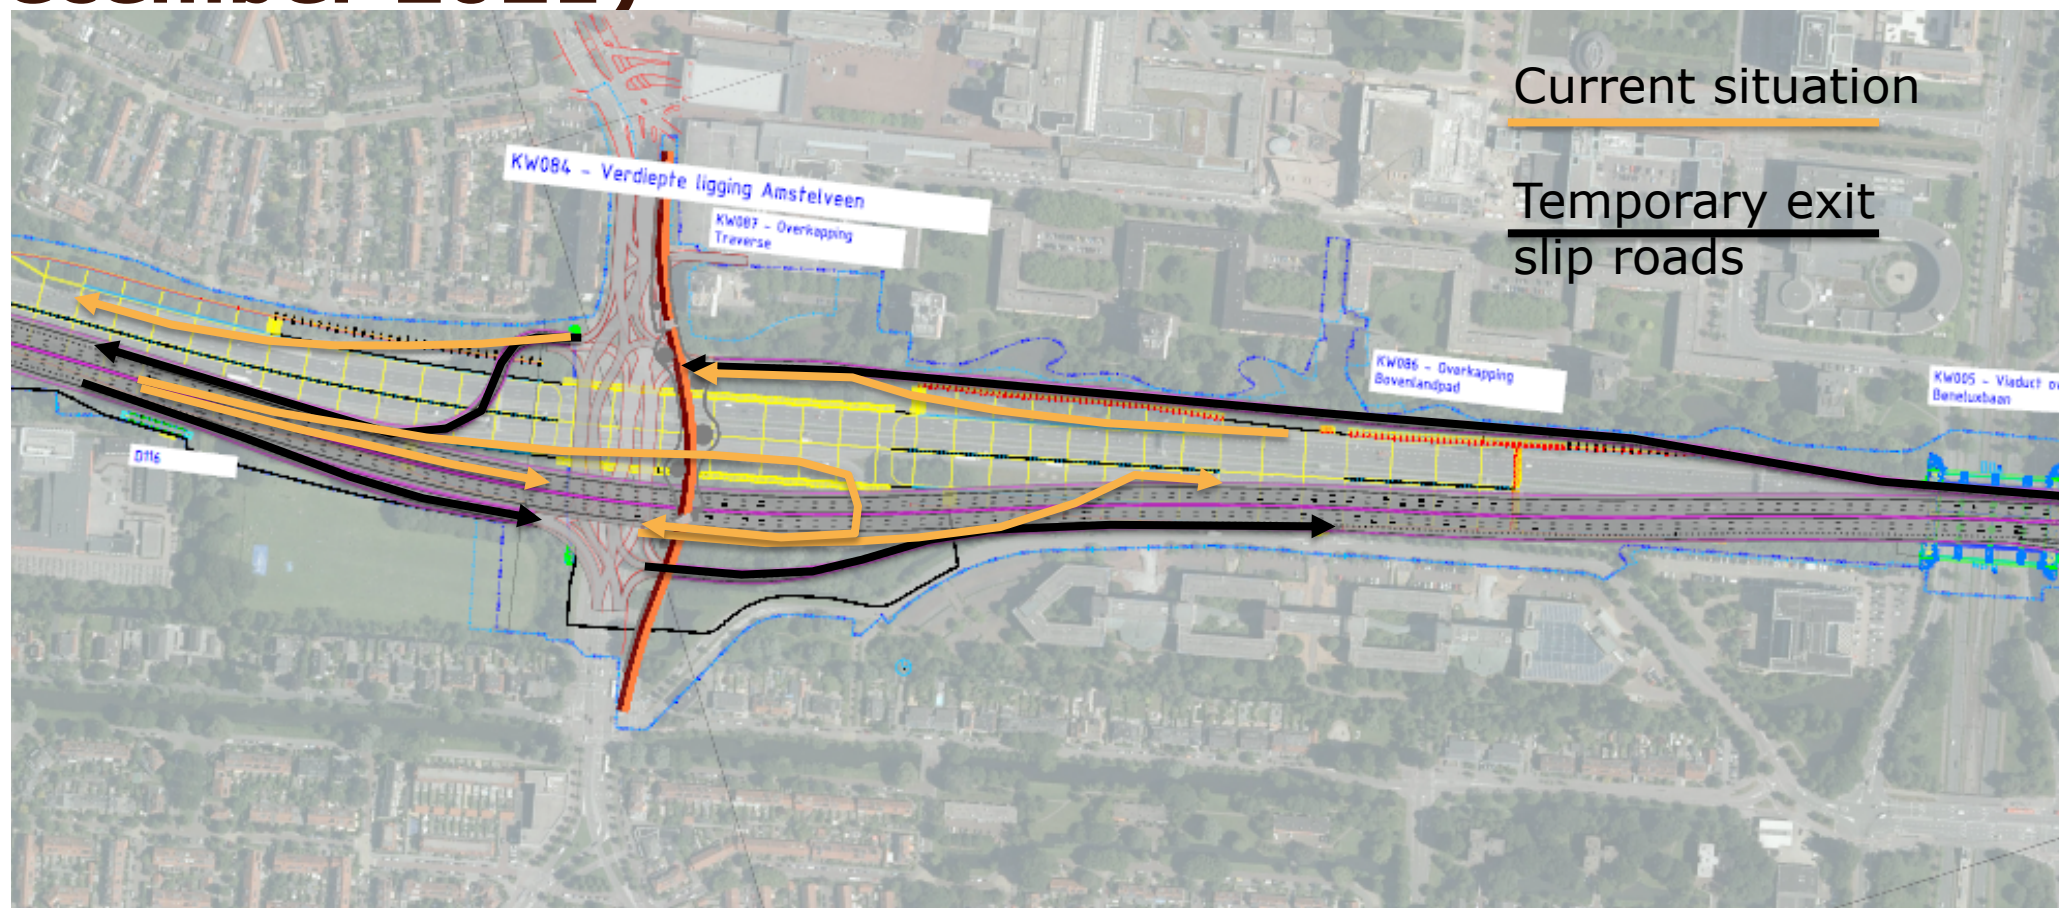 Current situation
Temporary exit
slip roads
KW084 - Verdiepte ligging Amstelveen
KW087 - Overkapping
Traverse
KW086 - Overkapping
Bovenlandpad
KW005 - Viaduct
Beneluxbaan
D116